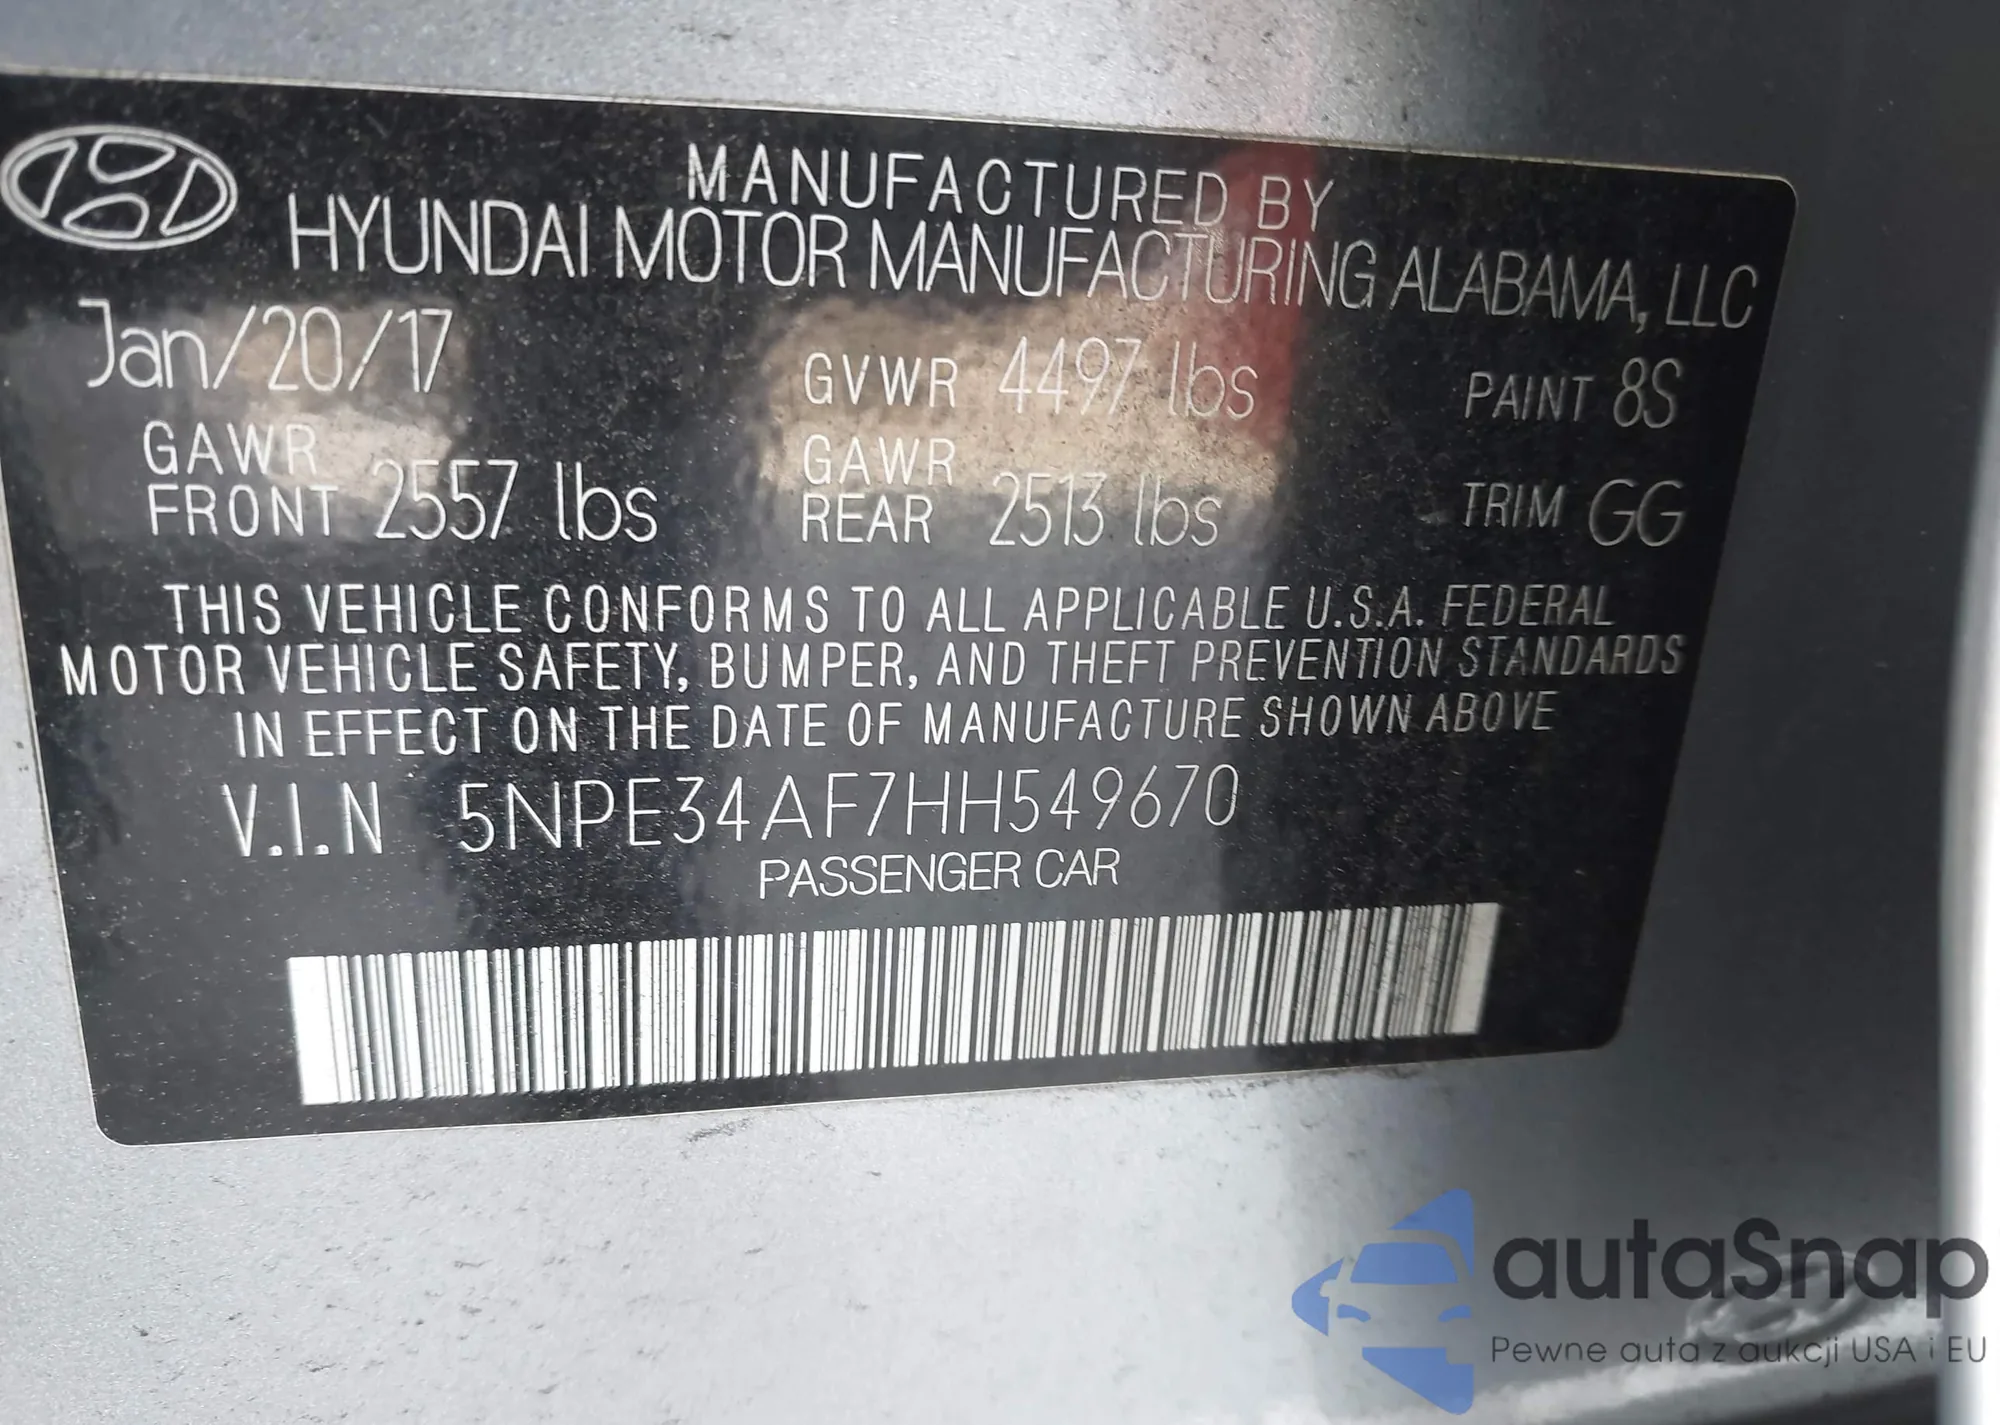 MANUFACTURED BY
HYUNDAI MOTOR MANUFACTURING ALABAMA, LLC
Jan/20/17 GVWR 4497 lbs PAINT 8S
GAWR FRONT 2557 lbs GAWR REAR 2513 lbs TRIM GG
THIS VEHICLE CONFORMS TO ALL APPLICABLE U.S.A. FEDERAL
MOTOR VEHICLE SAFETY, BUMPER, AND THEFT PREVENTION STANDARDS
IN EFFECT ON THE DATE OF MANUFACTURE SHOWN ABOVE
V.I.N 5NPE34AF7HH549670
PASSENGER CAR
autaSnap
Pewne auta z aukcji USA i EU